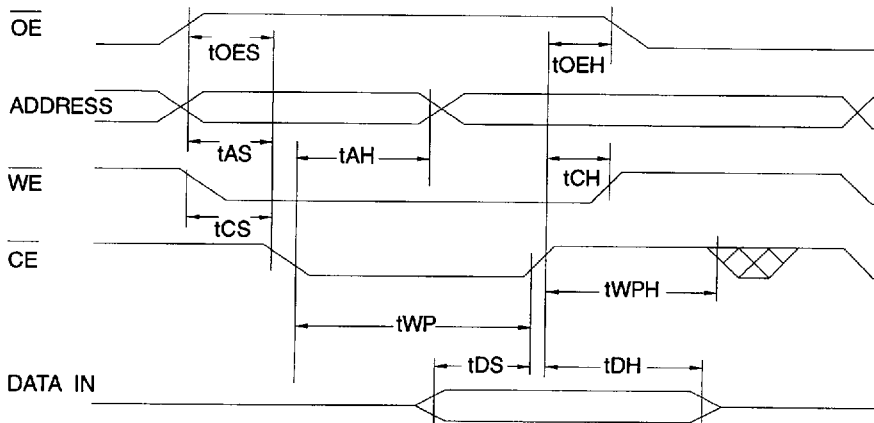 OE
tOES
tOEH
ADDRESS
tAS
tAH
WE
tCH
tCS
CE
tWPH
tWP
tDS
tDH
DATA IN